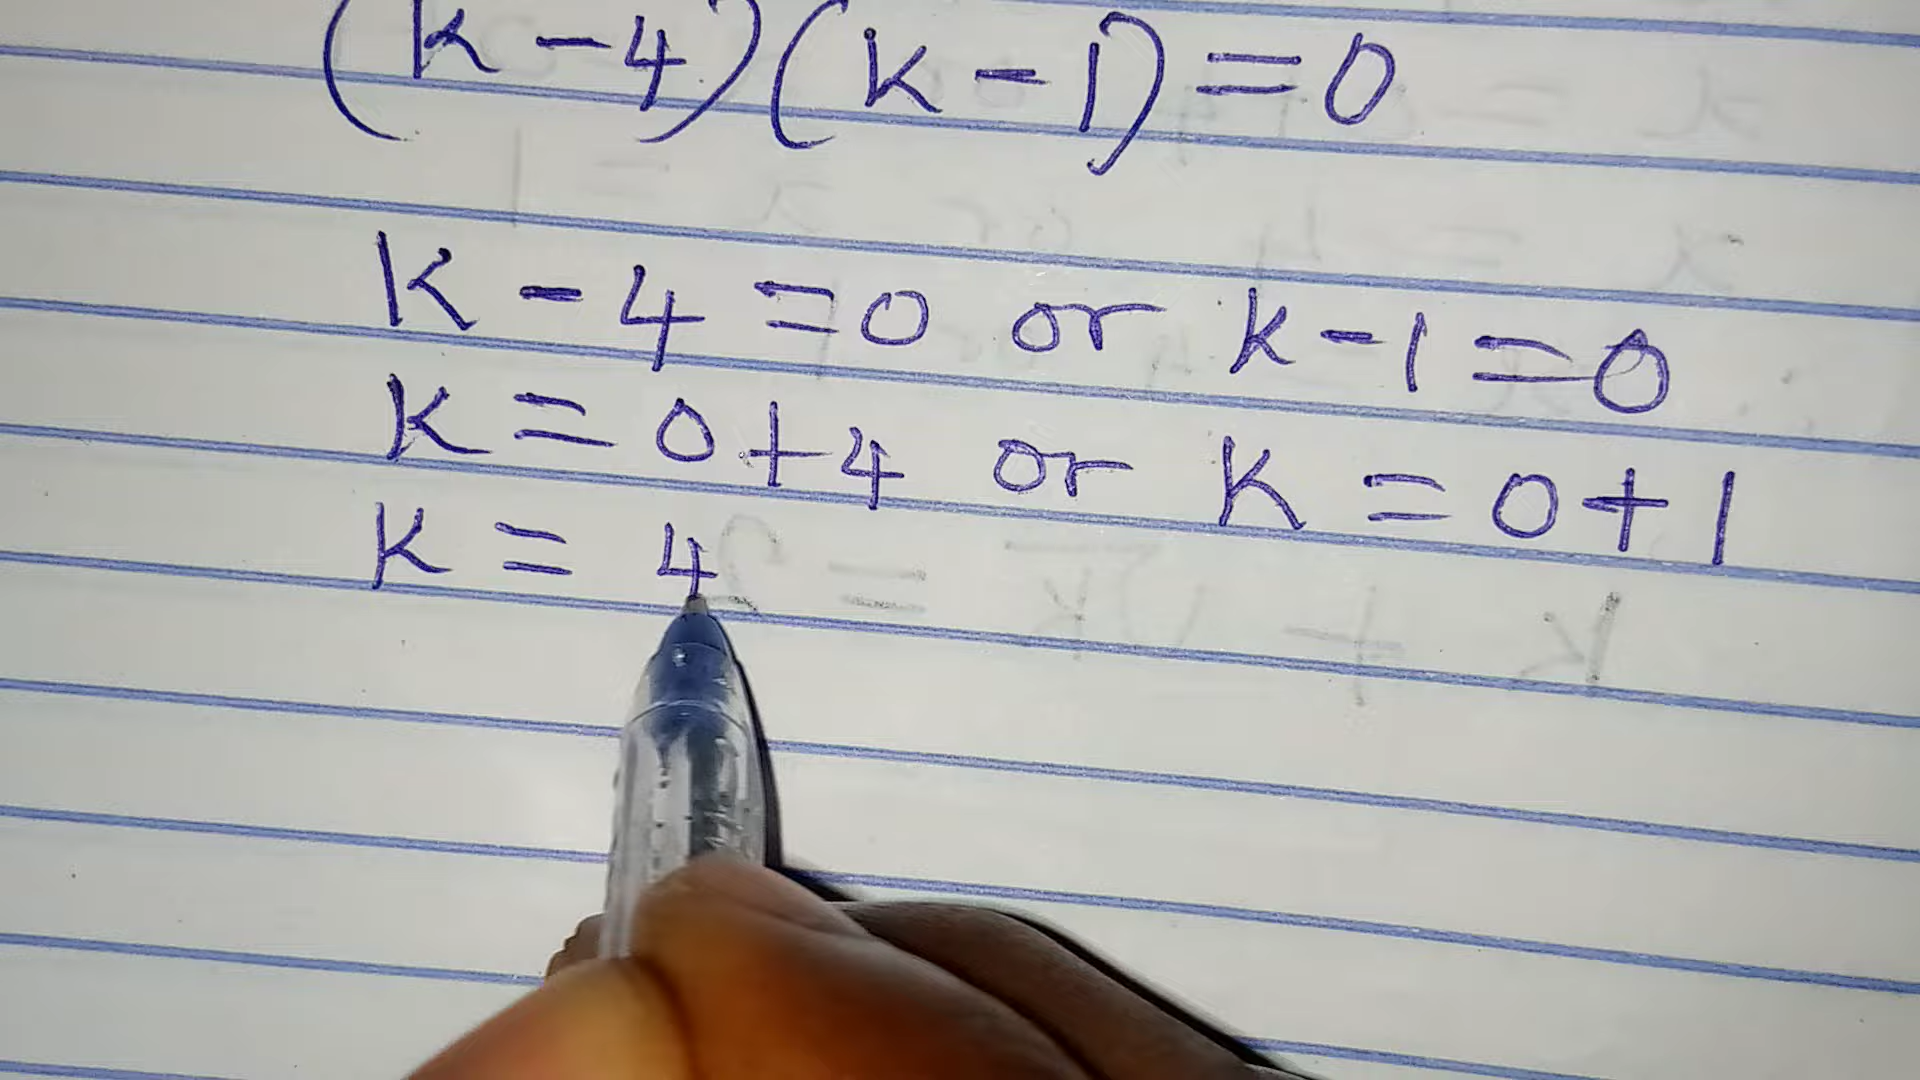 (k-4)(k-1)=0
K-4=0 or k-1=0
K=0+4 or K=0+1
K=4